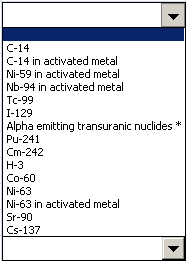 C-14
C-14 in activated metal
Ni-59 in activated metal
Nb-94 in activated metal
Tc-99
I-129
Alpha emitting transuranic nuclides *
Pu-241
Cm-242
H-3
Co-60
Ni-63
Ni-63 in activated metal
Sr-90
Cs-137